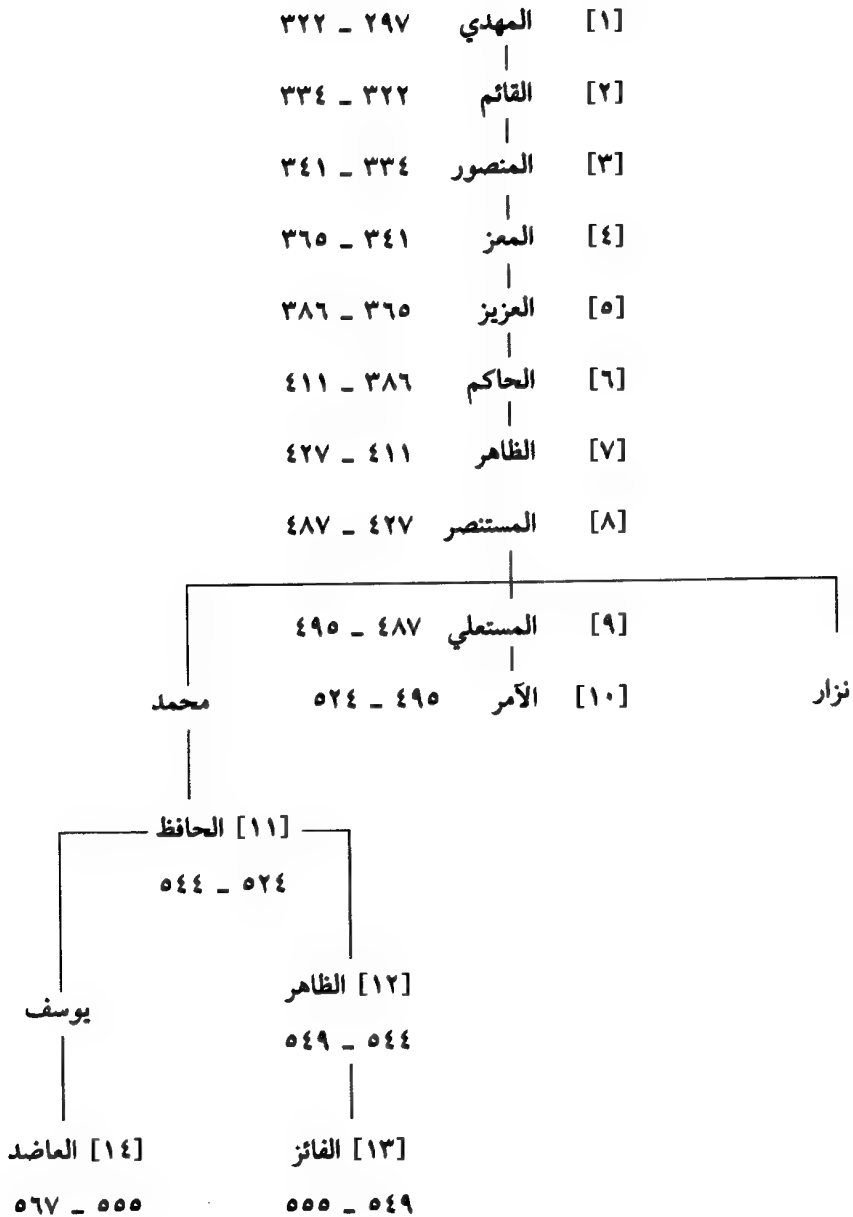 [١] المهدي ٢٩٧ _ ٣٢٢
[٢] القائم ٣٢٢ _ ٣٣٤
[٣] المنصور ٣٣٤ _ ٣٤١
[٤] المعز ٣٤١ _ ٣٦٥
[٥] العزيز ٣٦٥ _ ٣٨٦
[٦] الحاكم ٣٨٦ _ ٤١١
[٧] الظاهر ٤١١ _ ٤٢٧
[٨] المستنصر ٤٢٧ _ ٤٨٧
[٩] المستعلي ٤٨٧ _ ٤٩٥
نزار [١٠] الآمر ٤٩٥ _ ٥٢٤ محمد
[١١] الحافظ
٥٢٤ _ ٥٤٤
[١٢] الظاهر يوسف
٥٤٤ _ ٥٤٩
[١٣] الفائز [١٤] العاضد
٥٤٩ _ ٥٥٥ ٥٥٥ _ ٥٦٧